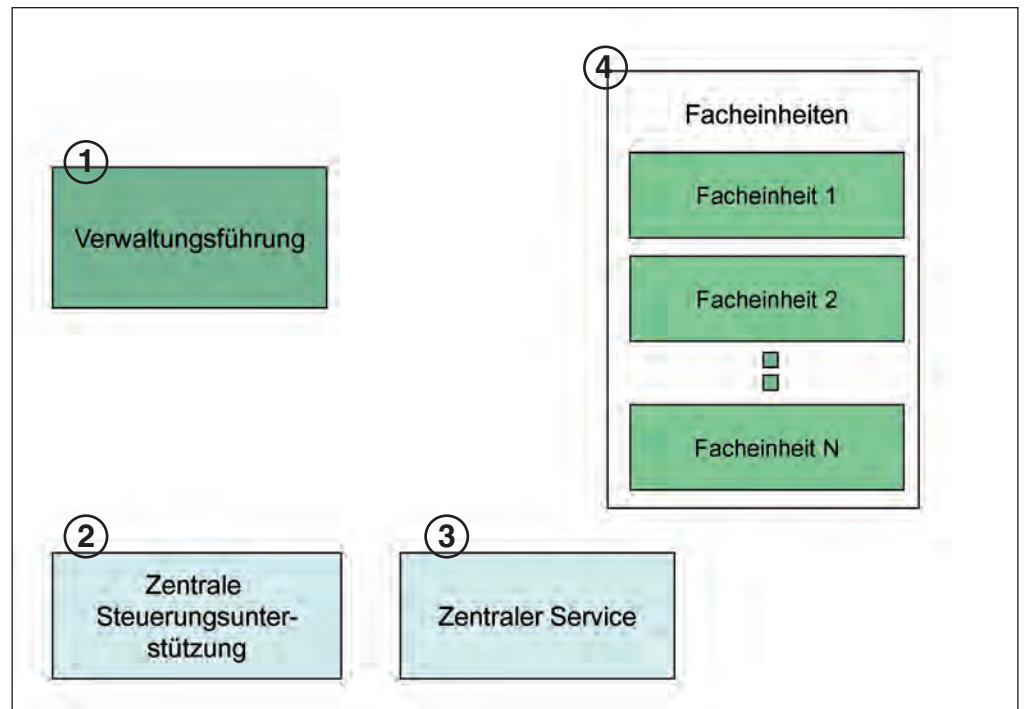 1
Verwaltungsführung
2
Zentrale
Steuerungsunter-
stützung
3
Zentraler Service
4
Facheinheiten
Facheinheit 1
Facheinheit 2
Facheinheit N